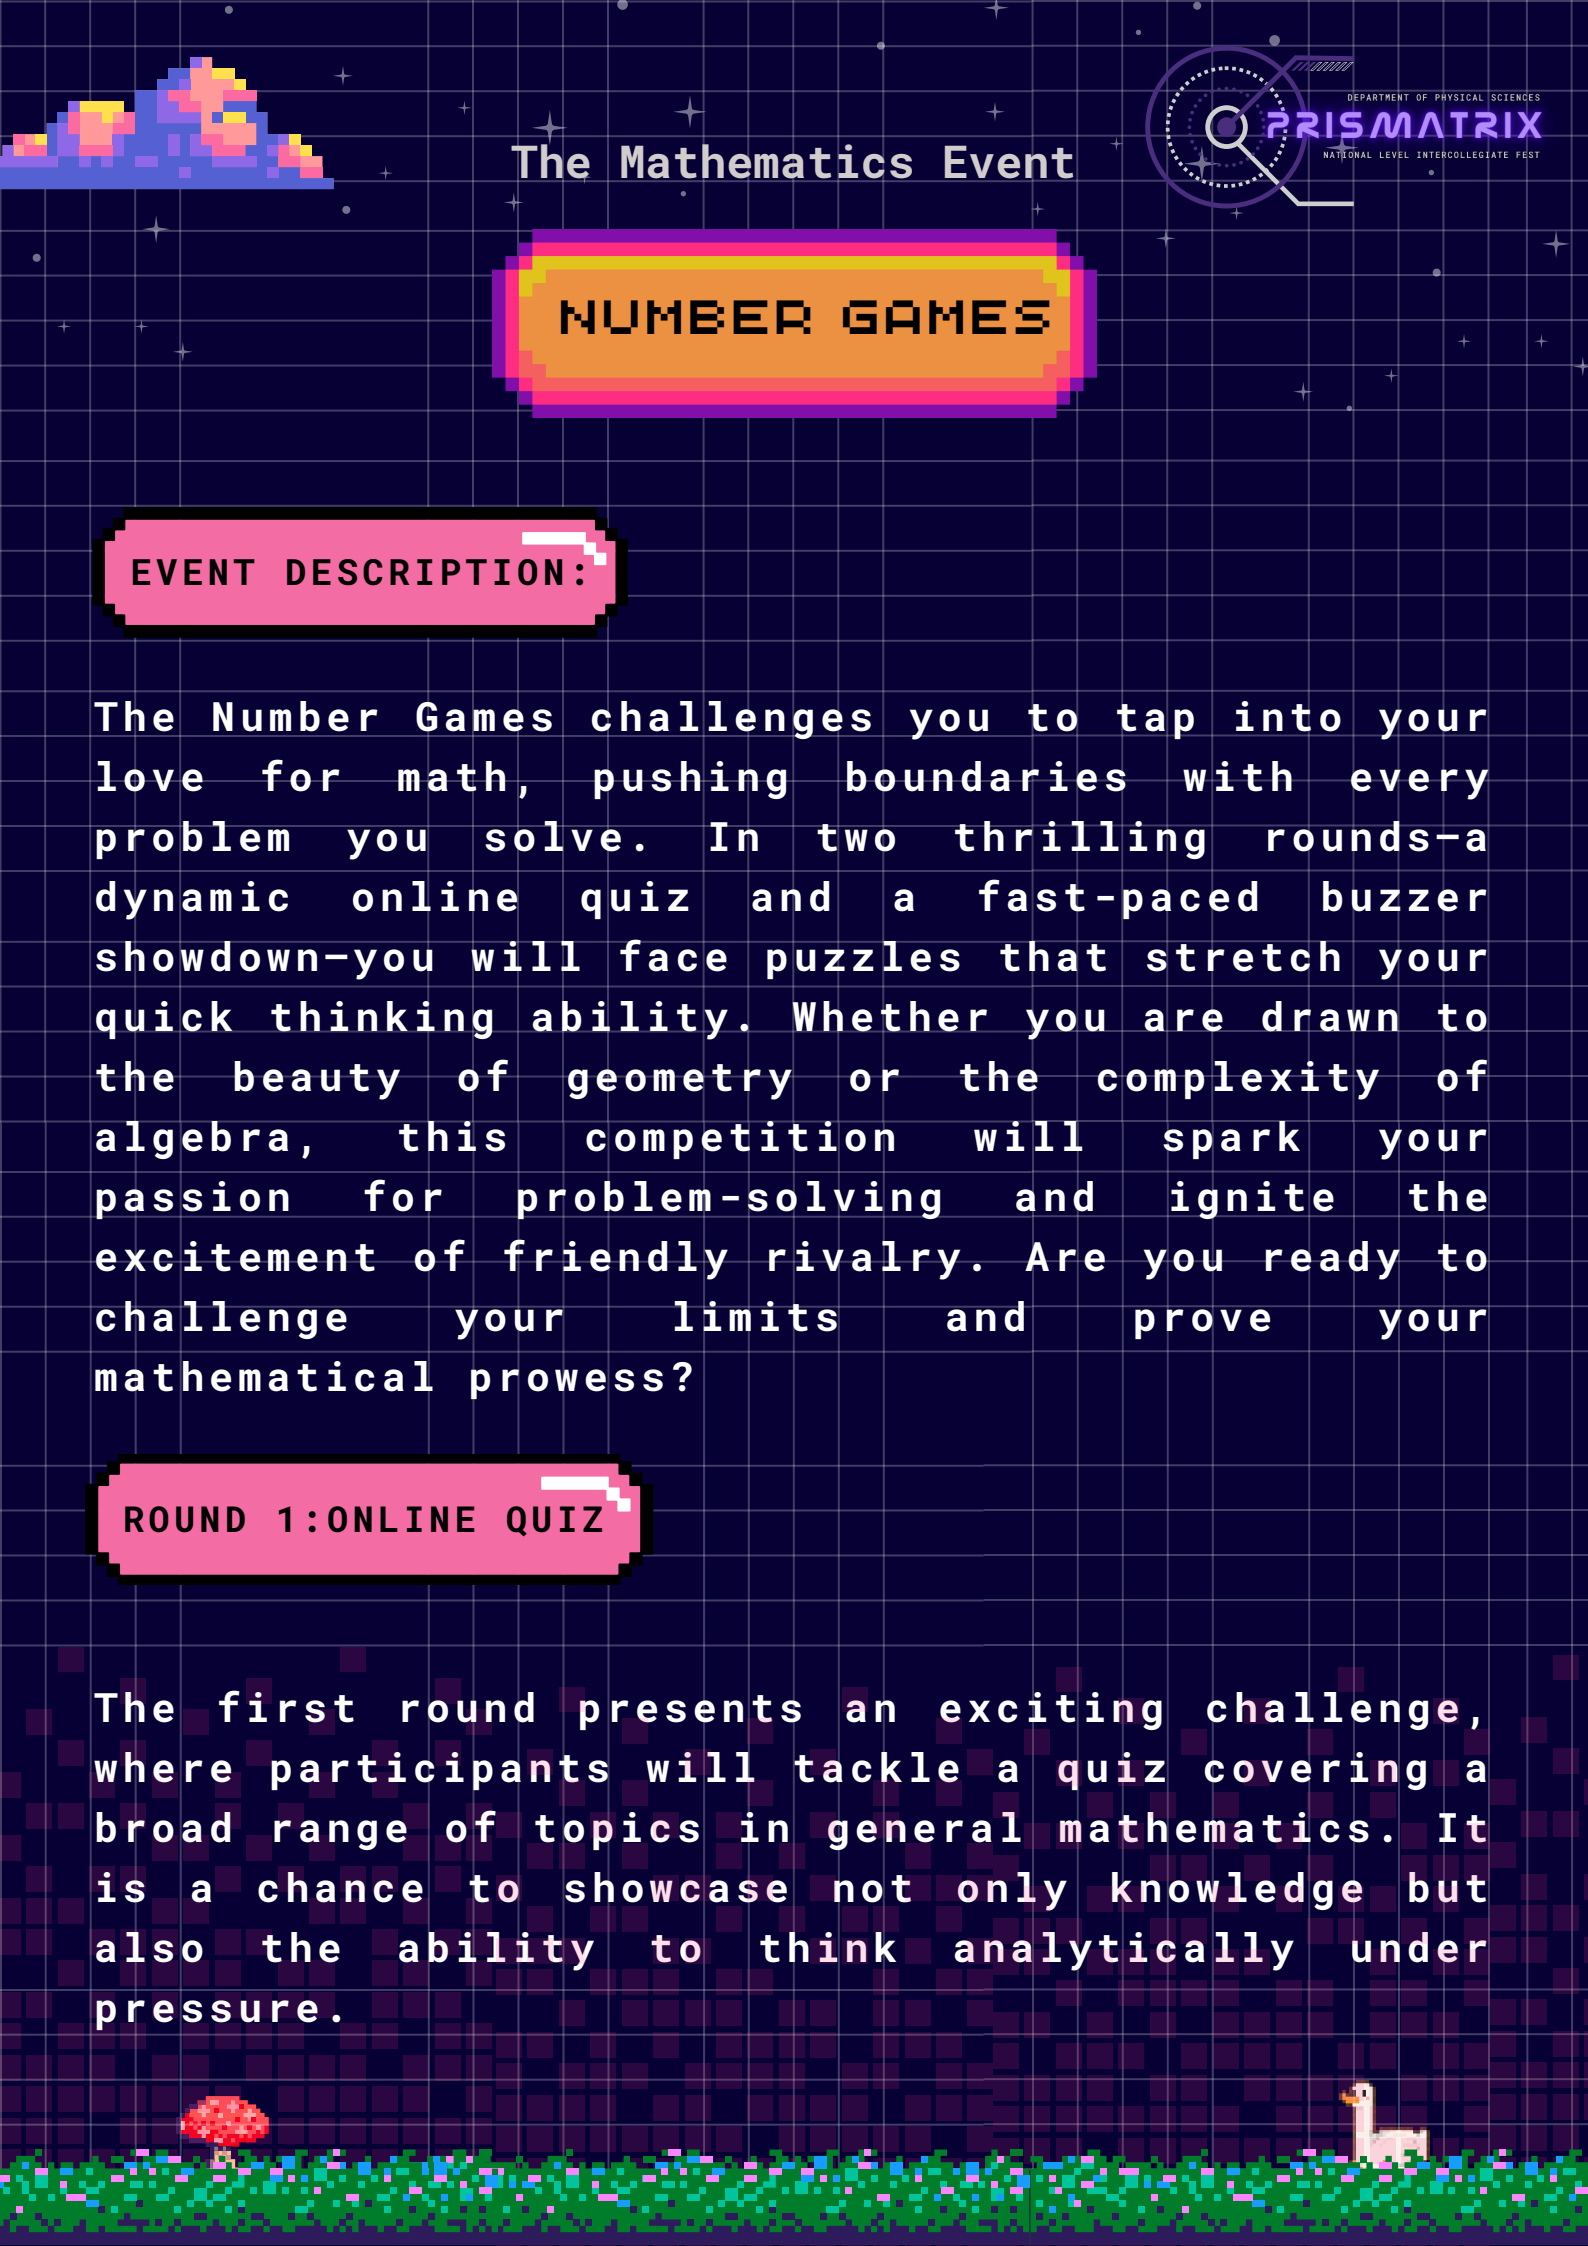 DEPARTMENT OF PHYSICAL SCIENCES
PRISMATRIX
NATIONAL LEVEL INTERCOLLEGIATE FEST
The Mathematics Event
NUMBER GAMES
EVENT DESCRIPTION:
The Number Games challenges you to tap into your
love for math, pushing boundaries with every
problem you solve. In two thrilling rounds—a
dynamic online quiz and a fast-paced buzzer
showdown—you will face puzzles that stretch your
quick thinking ability. Whether you are drawn to
the beauty of geometry or the complexity of
algebra, this competition will spark your
passion for problem-solving and ignite the
excitement of friendly rivalry. Are you ready to
challenge your limits and prove your
mathematical prowess?
ROUND 1:ONLINE QUIZ
The first round presents an exciting challenge,
where participants will tackle a quiz covering a
broad range of topics in general mathematics. It
is a chance to showcase not only knowledge but
also the ability to think analytically under
pressure.